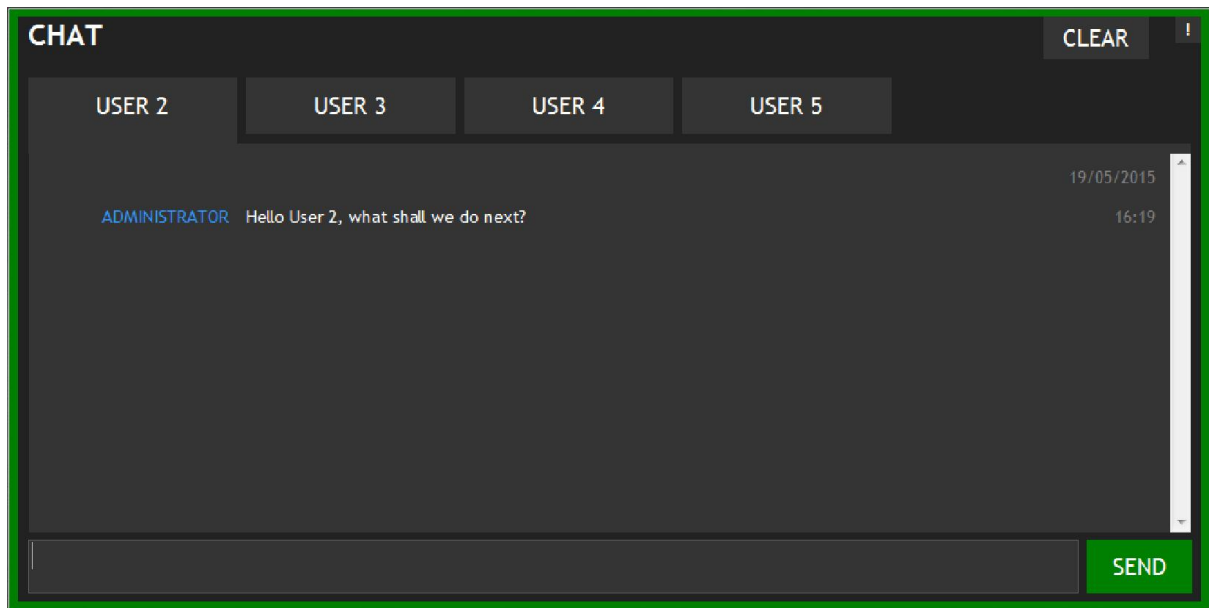 CHAT
CLEAR
!
USER 2 USER 3 USER 4 USER 5
19/05/2015
ADMINISTRATOR Hello User 2, what shall we do next? 16:19
SEND